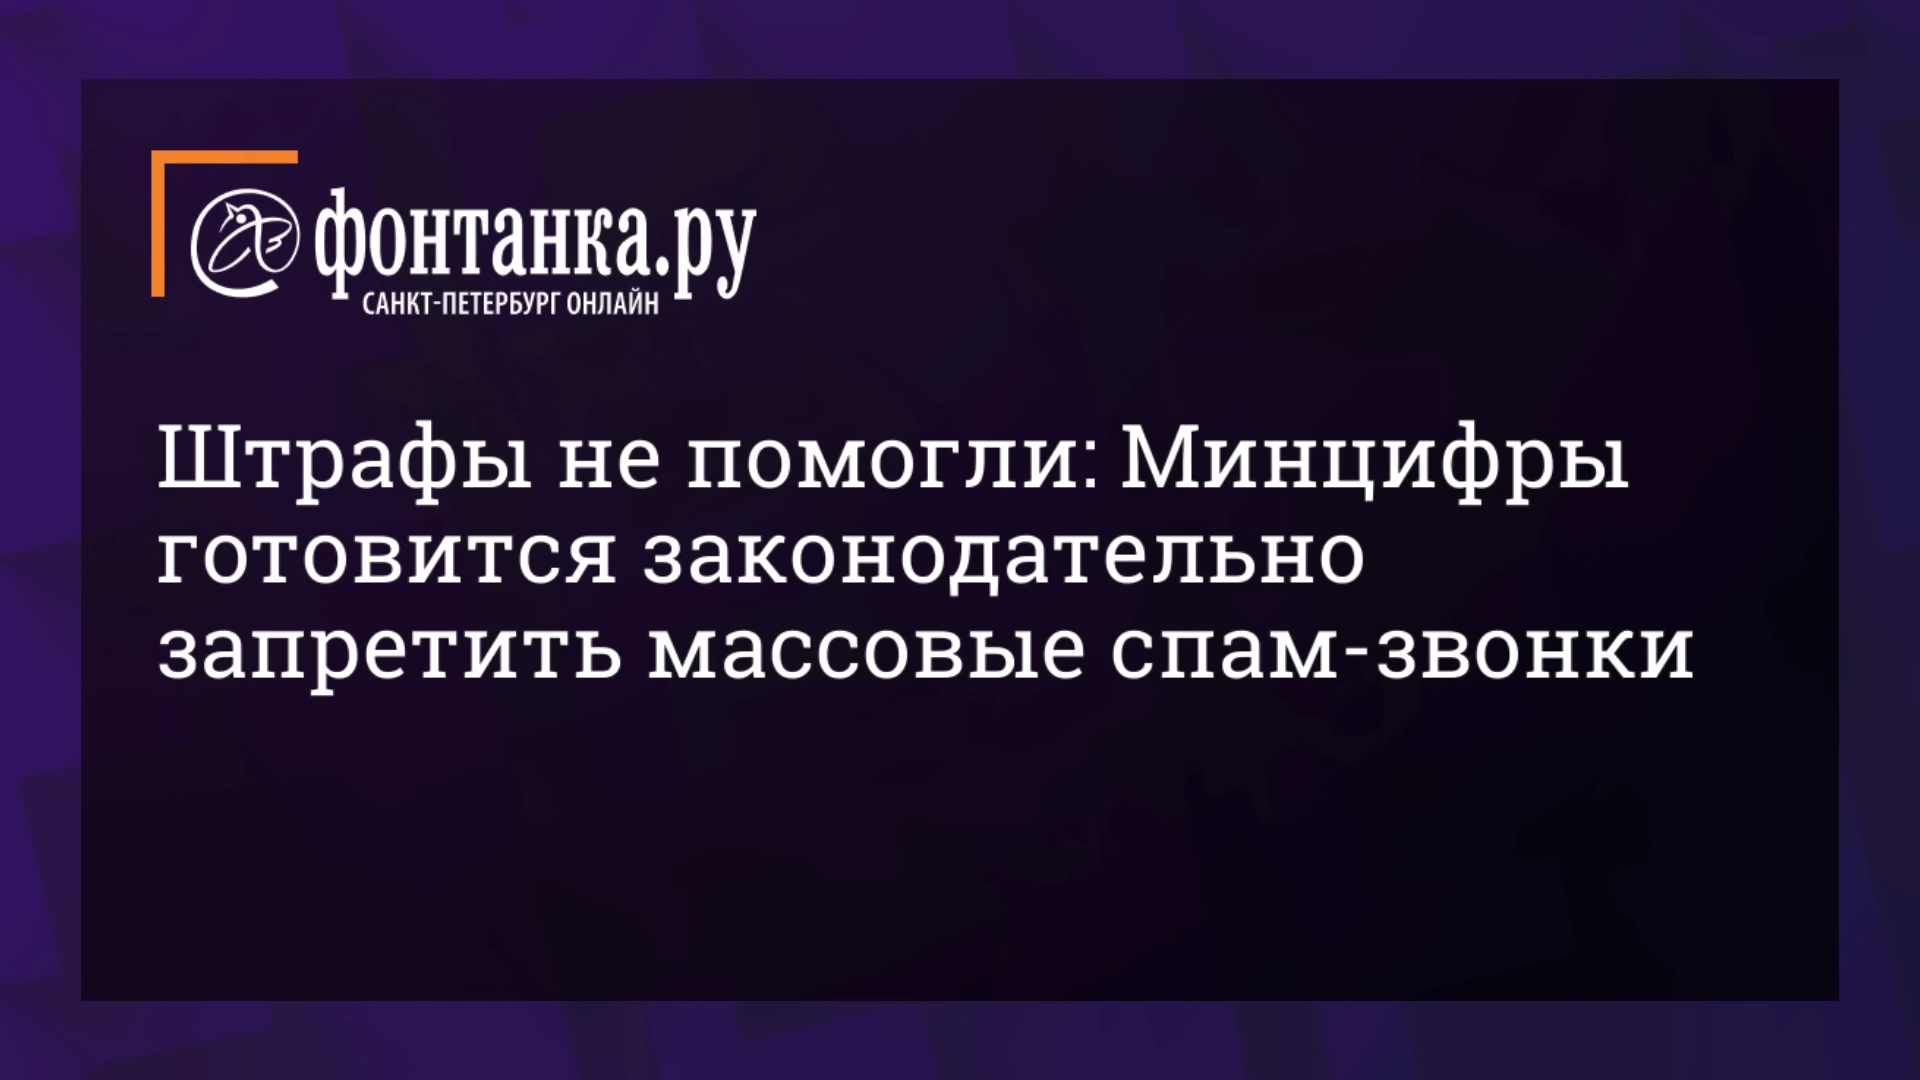 фонтанка.ру
САНКТ-ПЕТЕРБУРГ ОНЛАЙН
Штрафы не помогли: Минцифры
готовится законодательно
запретить массовые спам-звонки